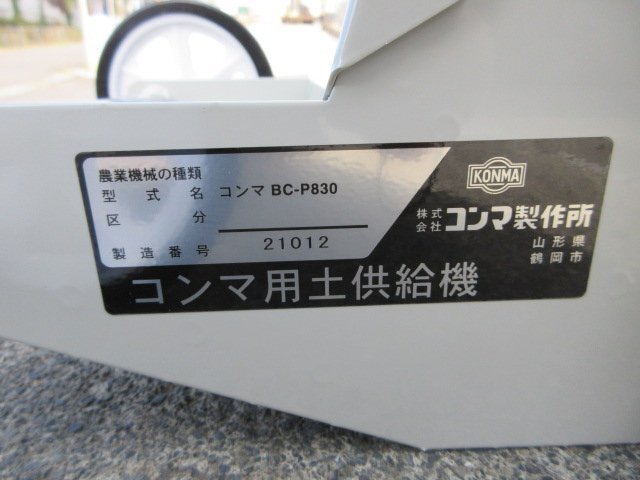 農業機械の種類
型式名 コンマ BC-P830
区分
製造番号 21012
コンマ用土供給機
KONMA
株式会社 コンマ製作所
山形県
鶴岡市